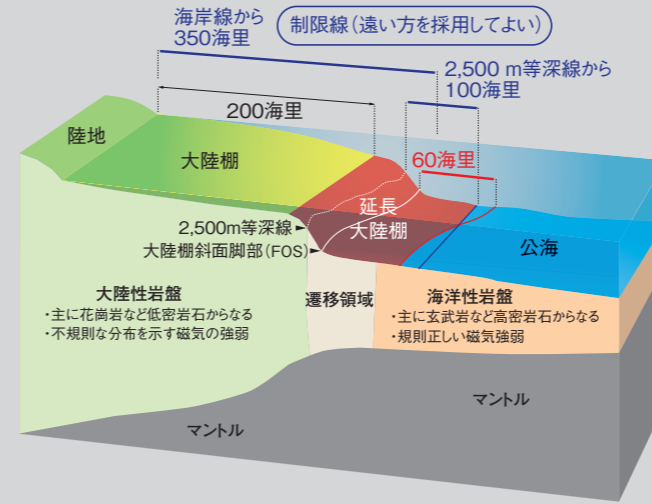 海岸線から
350海里
制限線（遠い方を採用してよい）
2,500 m等深線から
100海里
200海里
60海里
陸地
大陸棚
延長
大陸棚
2,500m等深線
大陸棚斜面脚部（FOS）
公海
大陸性岩盤
・主に花崗岩など低密岩石からなる
・不規則な分布を示す磁気の強弱
遷移領域
海洋性岩盤
・主に玄武岩など高密岩石からなる
・規則正しい磁気強弱
マントル
マントル